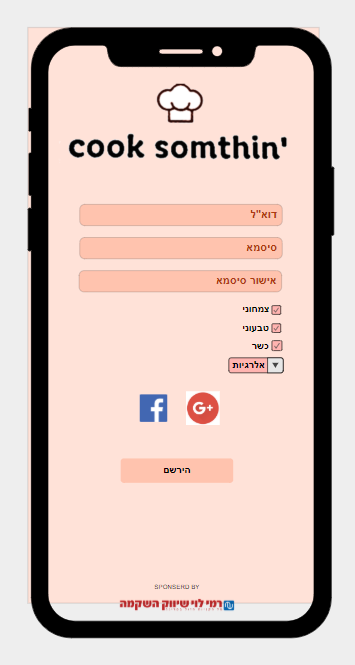 cook somthin'
דוא"ל
סיסמא
אישור סיסמא
צמחוני
טבעוני
כשר
אלרגיות
f G+
הירשם
SPONSERD BY
רמי לוי שיווק השקמה